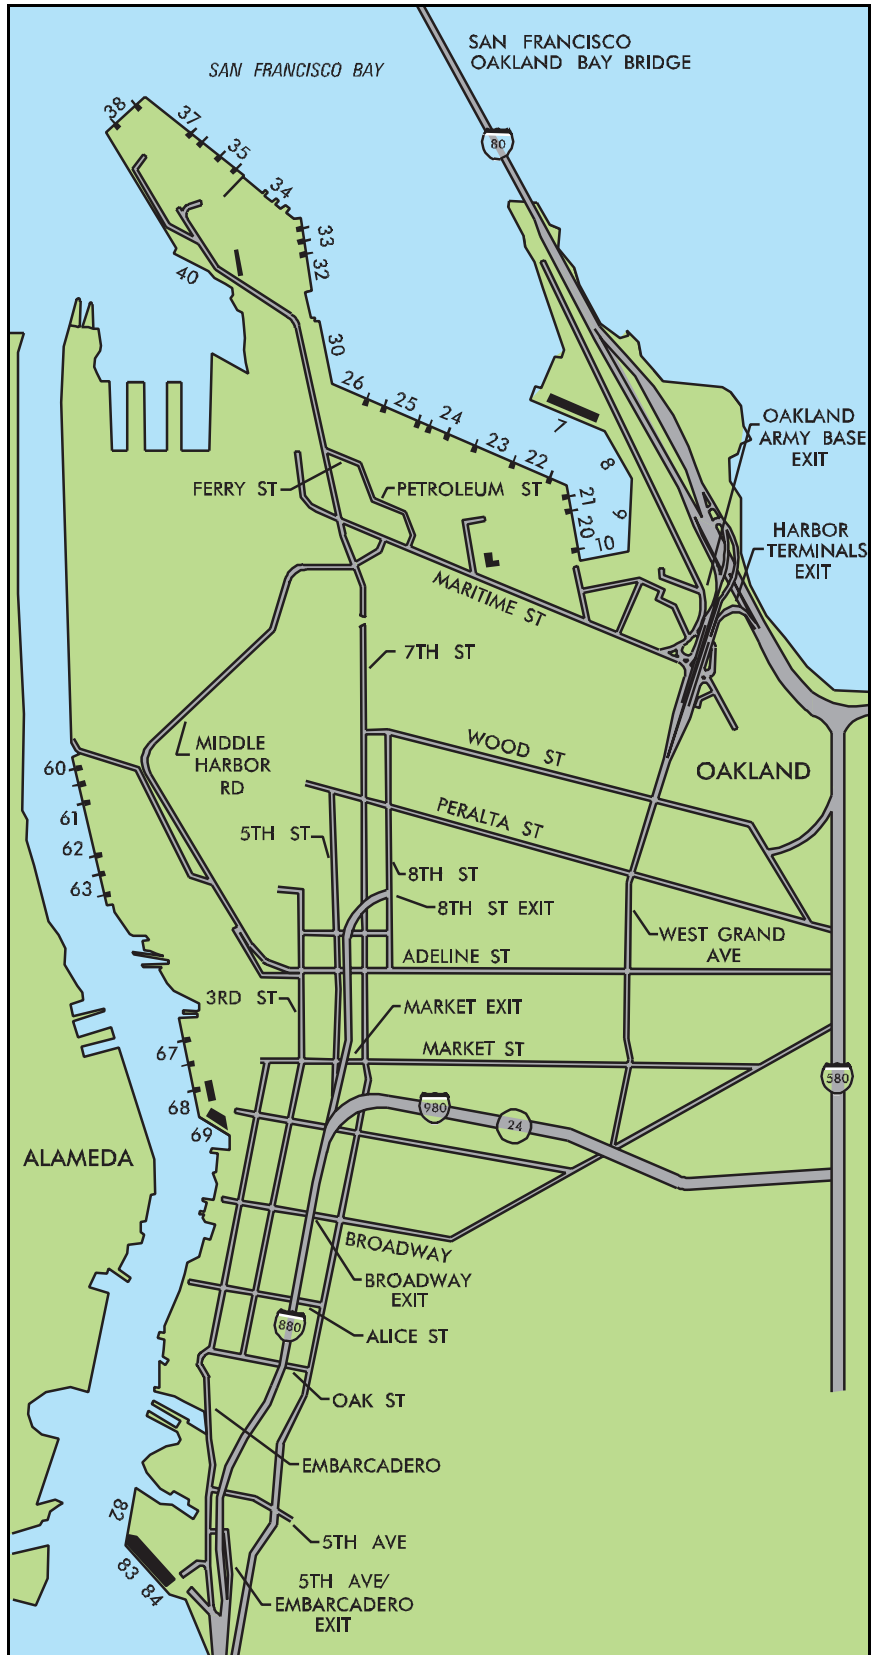 SAN FRANCISCO
OAKLAND BAY BRIDGE
SAN FRANCISCO BAY
38
37
80
35
34
33
32
40
30
26
25
24
23
22
7
8
OAKLAND
ARMY BASE
EXIT
FERRY ST
PETROLEUM ST
21
20
9
10
HARBOR
TERMINALS
EXIT
MARITIME ST
7TH ST
MIDDLE
HARBOR
RD
WOOD ST
60
OAKLAND
61
PERALTA ST
5TH ST
62
8TH ST
63
8TH ST EXIT
WEST GRAND
AVE
ADELINE ST
3RD ST
MARKET EXIT
67
MARKET ST
580
68
980
24
69
ALAMEDA
BROADWAY
BROADWAY
EXIT
880
ALICE ST
OAK ST
EMBARCADERO
82
5TH AVE
83
84
5TH AVE/
EMBARCADERO
EXIT